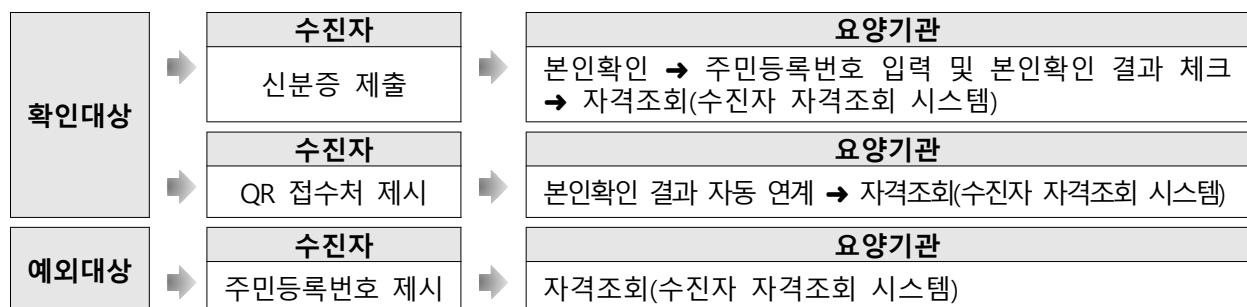 확인대상
수진자
신분증 제출
요양기관
본인확인 ➜ 주민등록번호 입력 및 본인확인 결과 체크
➜ 자격조회(수진자 자격조회 시스템)
수진자
QR 접수처 제시
요양기관
본인확인 결과 자동 연계 ➜ 자격조회(수진자 자격조회 시스템)
예외대상
수진자
주민등록번호 제시
요양기관
자격조회(수진자 자격조회 시스템)